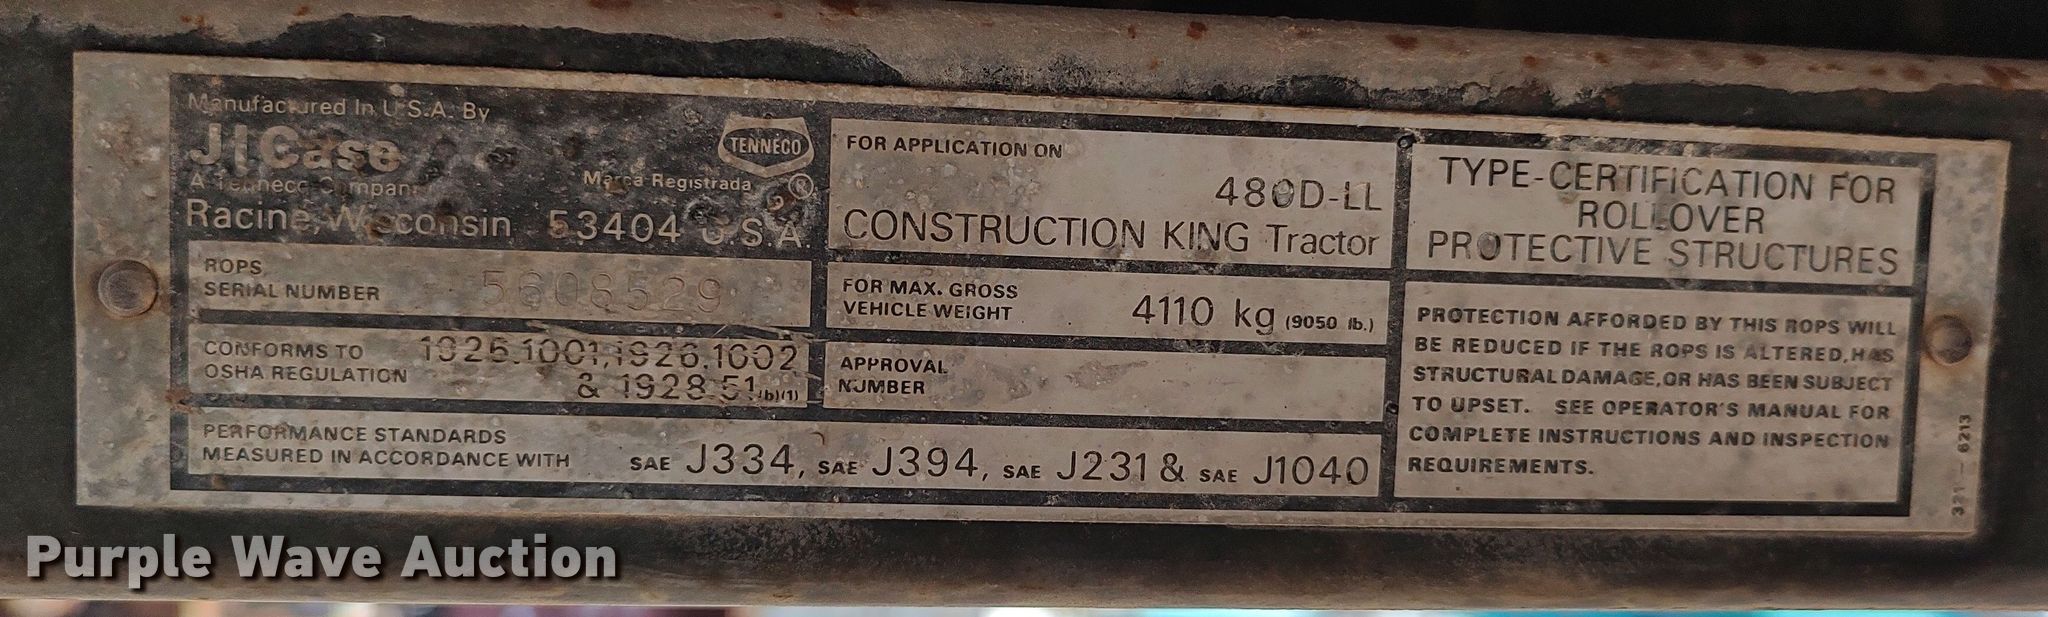 Manufactured In U.S.A. By
J I Case
A Tenneco Company
TENNECO
Marca Registrada ®
Racine, Wisconsin 53404 U.S.A.
ROPS
SERIAL NUMBER 5608529
CONFORMS TO 1926.1001, 1926.1002
OSHA REGULATION & 1928.51(b)(1)
PERFORMANCE STANDARDS
MEASURED IN ACCORDANCE WITH SAE J334, SAE J394, SAE J231 & SAE J1040
FOR APPLICATION ON
480D-LL
CONSTRUCTION KING Tractor
FOR MAX. GROSS
VEHICLE WEIGHT 4110 kg (9050 lb.)
APPROVAL
NUMBER
TYPE-CERTIFICATION FOR
ROLLOVER
PROTECTIVE STRUCTURES
PROTECTION AFFORDED BY THIS ROPS WILL
BE REDUCED IF THE ROPS IS ALTERED, HAS
STRUCTURAL DAMAGE, OR HAS BEEN SUBJECT
TO UPSET. SEE OPERATOR'S MANUAL FOR
COMPLETE INSTRUCTIONS AND INSPECTION
REQUIREMENTS.
321-6213
Purple Wave Auction